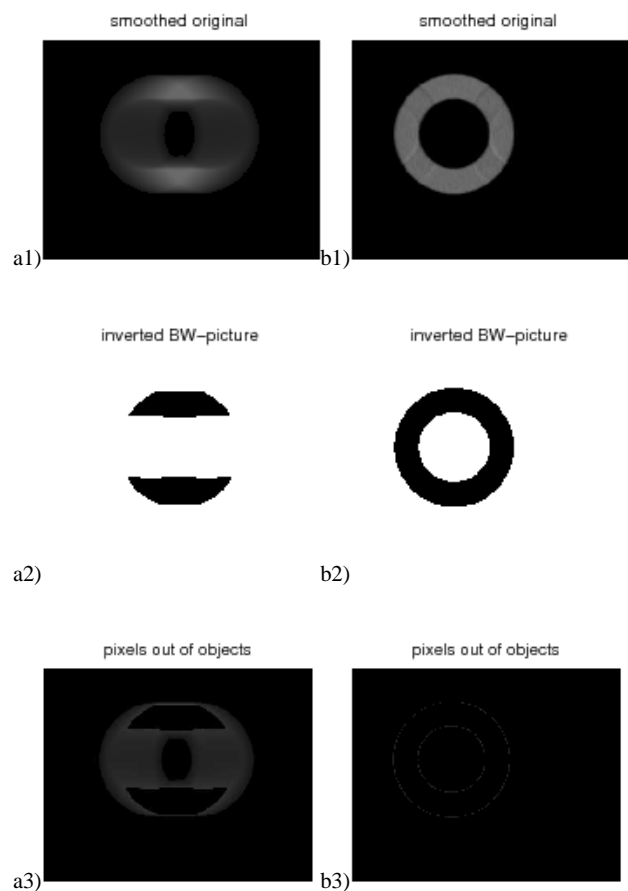 smoothed original
smoothed original
a1)
b1)
inverted BW-picture
inverted BW-picture
a2)
b2)
pixels out of objects
pixels out of objects
a3)
b3)